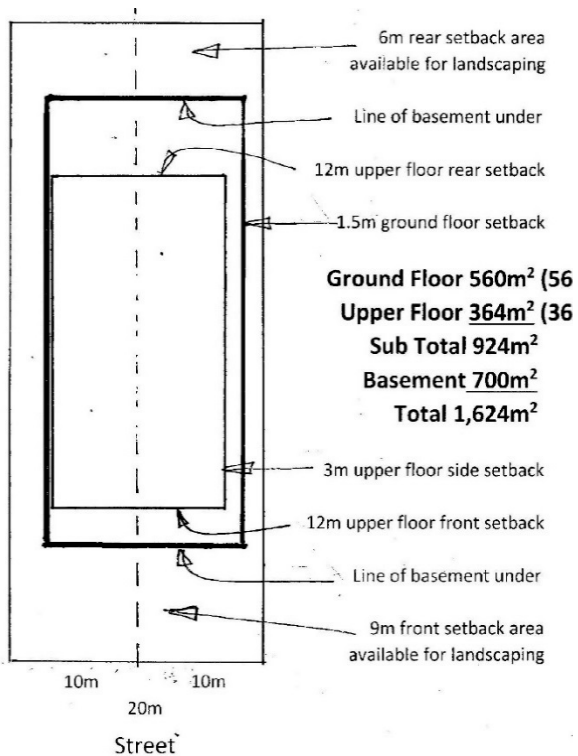 6m rear setback area
available for landscaping
Line of basement under
12m upper floor rear setback
1.5m ground floor setback
Ground Floor 560m² (56
Upper Floor 364m² (36
Sub Total 924m²
Basement 700m²
Total 1,624m²
3m upper floor side setback
12m upper floor front setback
Line of basement under
9m front setback area
available for landscaping
10m 10m
20m
Street